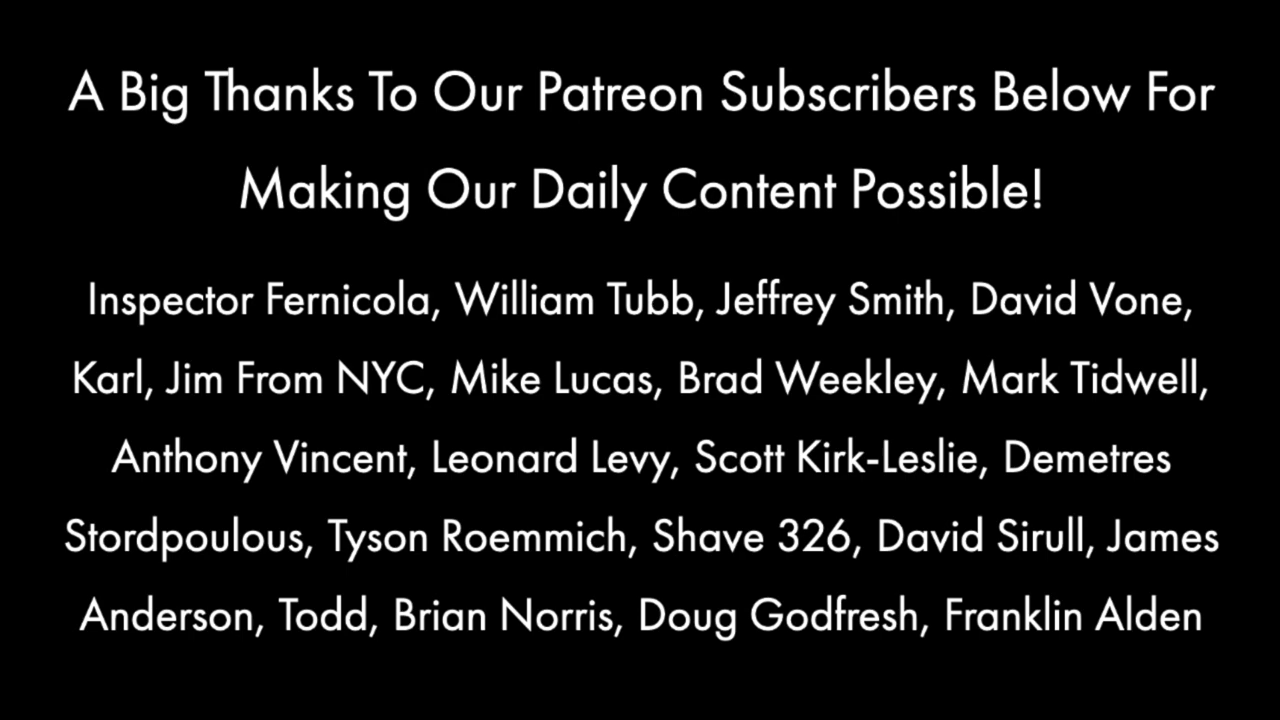 A Big Thanks To Our Patreon Subscribers Below For
Making Our Daily Content Possible!
Inspector Fernicola, William Tubb, Jeffrey Smith, David Vone,
Karl, Jim From NYC, Mike Lucas, Brad Weekley, Mark Tidwell,
Anthony Vincent, Leonard Levy, Scott Kirk-Leslie, Demetres
Stordpoulous, Tyson Roemmich, Shave 326, David Sirull, James
Anderson, Todd, Brian Norris, Doug Godfresh, Franklin Alden